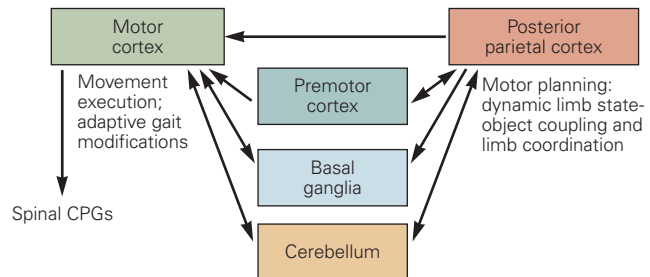 Motor
cortex
Posterior
parietal cortex
Movement
execution;
adaptive gait
modifications
Premotor
cortex
Motor planning:
dynamic limb state-
object coupling and
limb coordination
Basal
ganglia
Spinal CPGs
Cerebellum